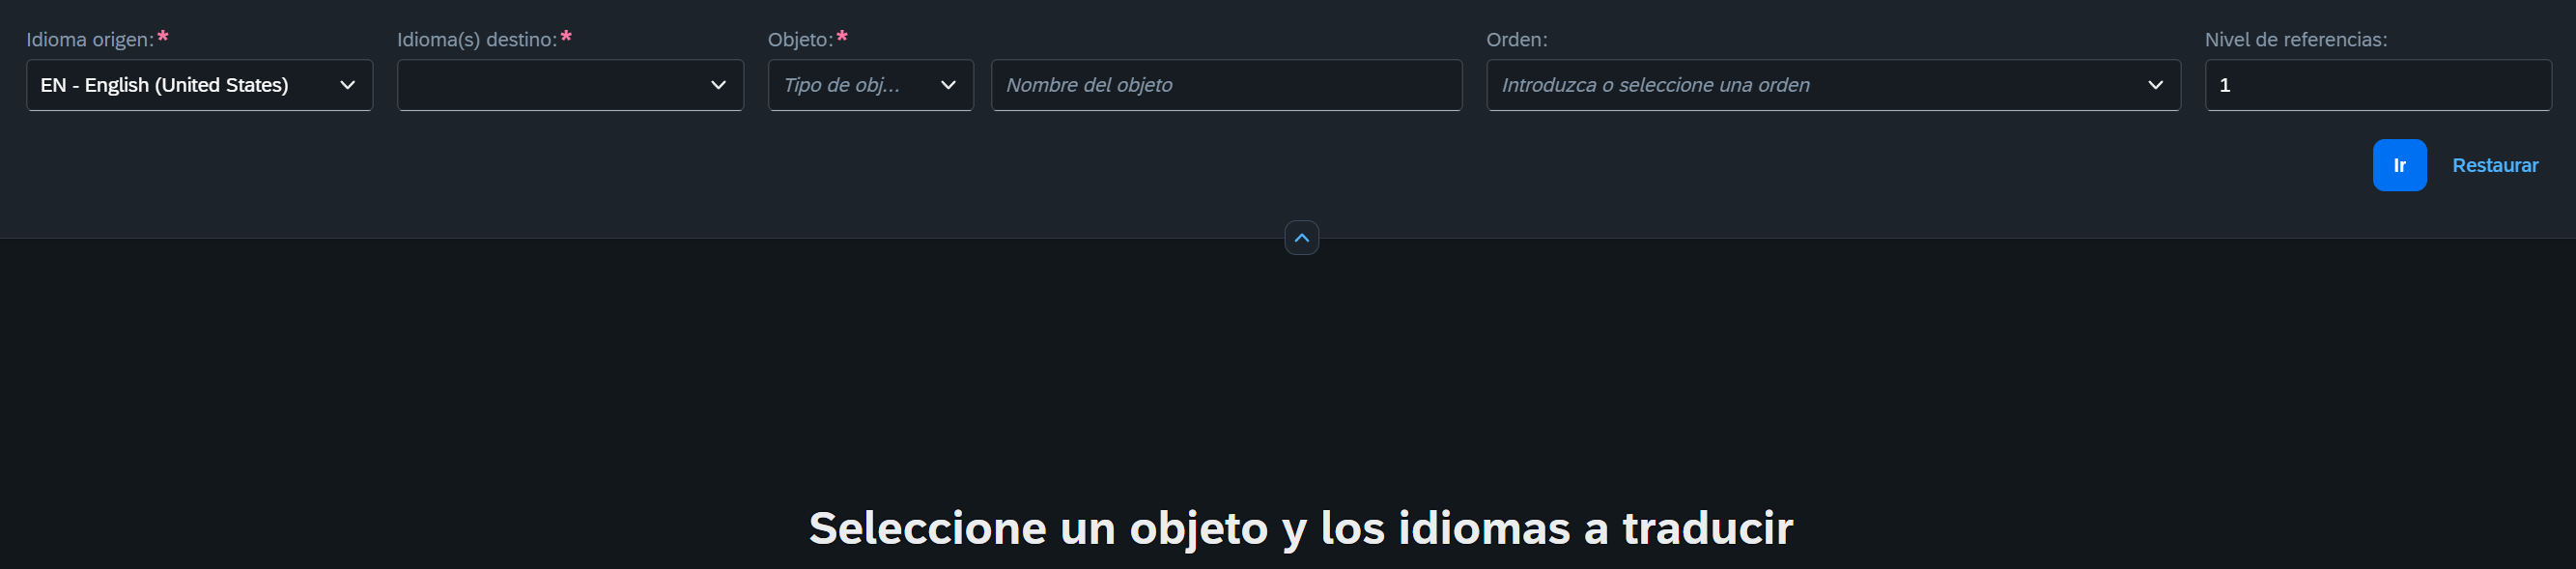 Idioma origen:* Idioma(s) destino:* Objeto:* Orden: Nivel de referencias:
EN - English (United States) Tipo de obj... Nombre del objeto Introduzca o seleccione una orden 1
Ir Restaurar
Seleccione un objeto y los idiomas a traducir